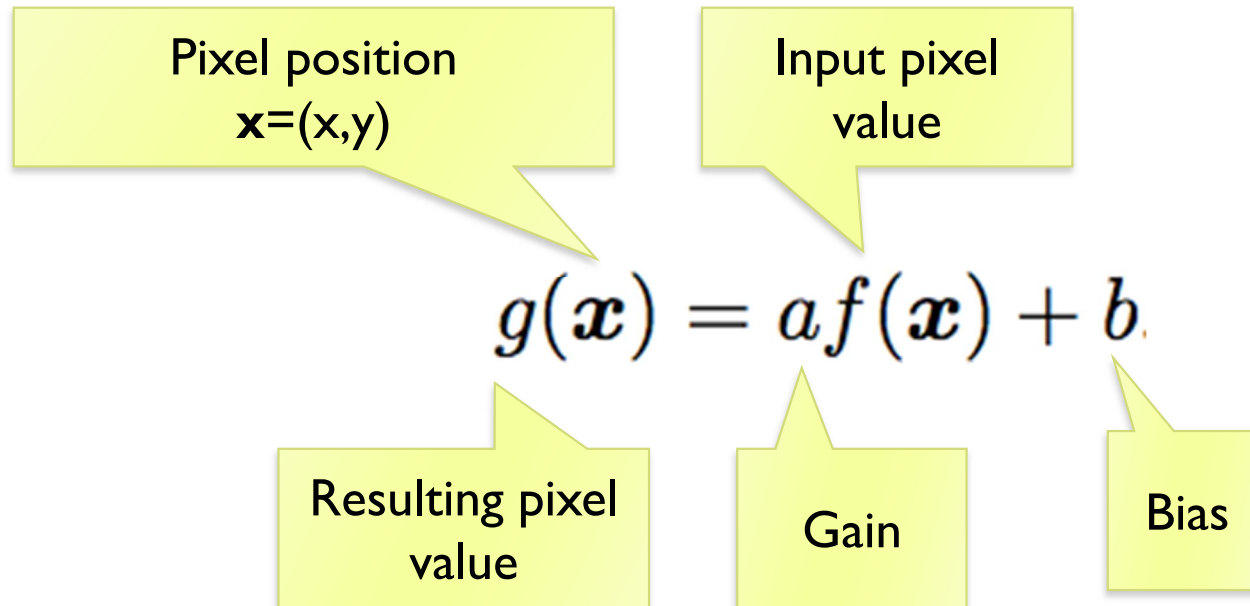 Pixel position
x=(x,y)
Input pixel
value
g(x) = af(x) + b.
Resulting pixel
value
Gain
Bias